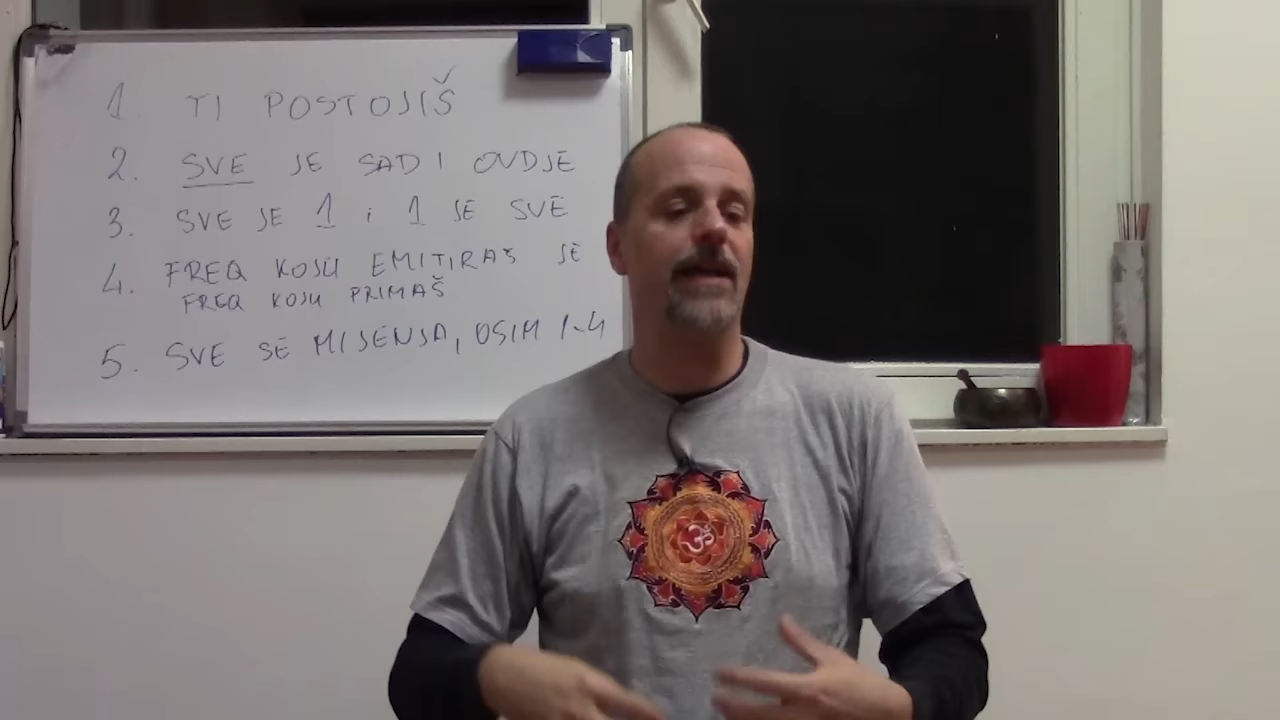 1. TI POSTOJIŠ
2. SVE JE SAD I OVDJE
3. SVE JE 1 i 1 JE SVE
4. FREQ KOJU EMITIRAŠ JE
FREQ KOJU PRIMAŠ
5. SVE SE MIJENJA, OSIM 1-4
ॐ